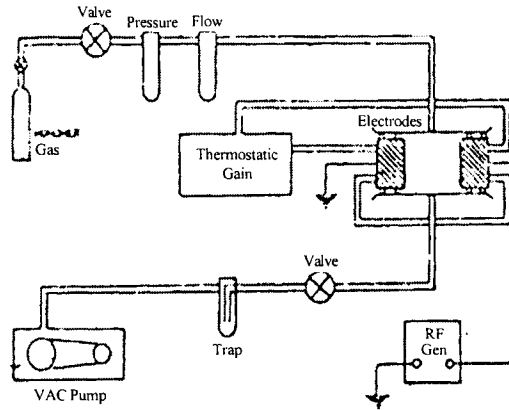 Valve
Pressure
Flow
Electrodes
Gas
Thermostatic
Gain
Valve
Trap
RF
Gen
VAC Pump